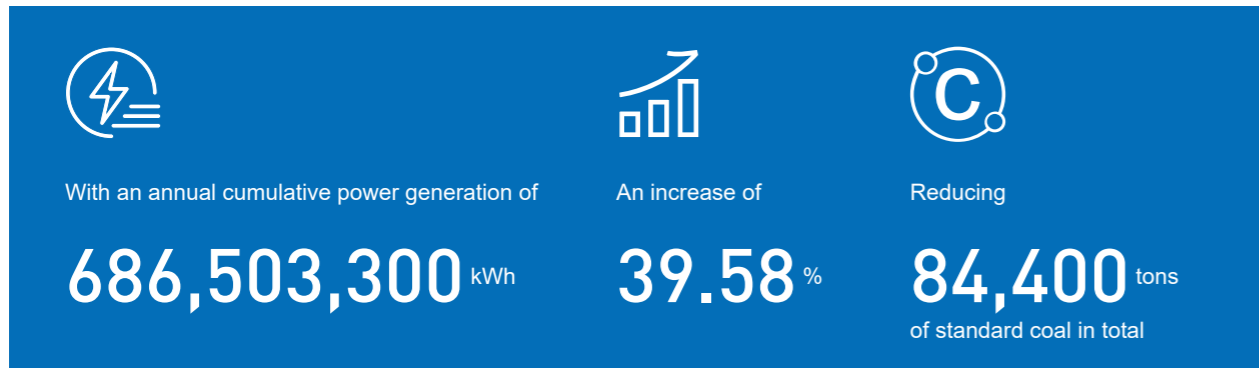 With an annual cumulative power generation of
686,503,300 kWh
An increase of
39.58 %
C
Reducing
84,400 tons
of standard coal in total